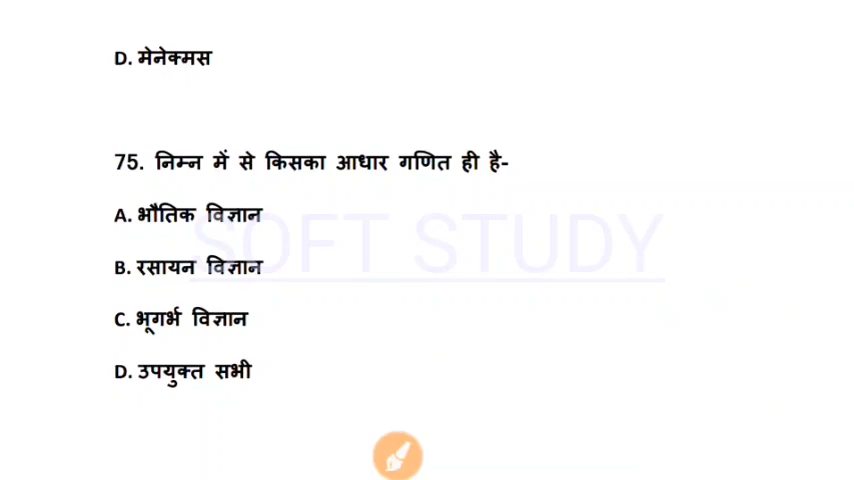 D. मेनेक्मस
75. निम्न में से किसका आधार गणित ही है-
A. भौतिक विज्ञान
SOFT STUDY
B. रसायन विज्ञान
C. भूगर्भ विज्ञान
D. उपयुक्त सभी